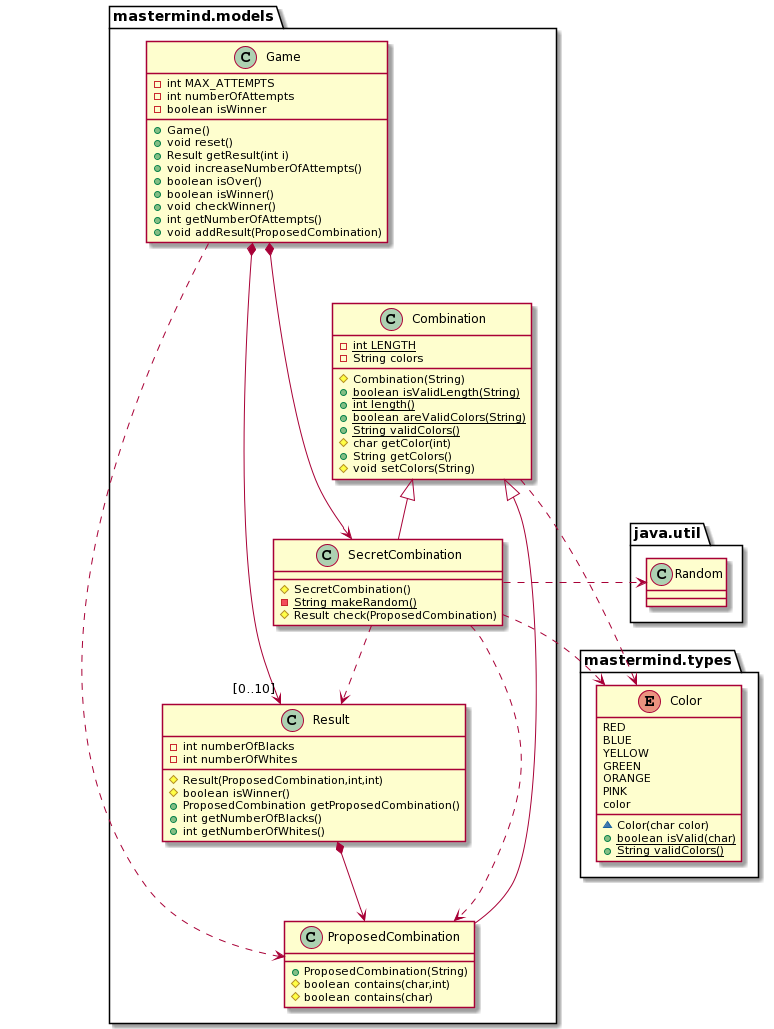 mastermind.models
C Game
int MAX_ATTEMPTS
int numberOfAttempts
boolean isWinner
Game()
void reset()
Result getResult(int i)
void increaseNumberOfAttempts()
boolean isOver()
boolean isWinner()
void checkWinner()
int getNumberOfAttempts()
void addResult(ProposedCombination)
C Combination
int LENGTH
String colors
Combination(String)
boolean isValidLength(String)
int length()
boolean areValidColors(String)
String validColors()
char getColor(int)
String getColors()
void setColors(String)
C SecretCombination
SecretCombination()
String makeRandom()
Result check(ProposedCombination)
java.util
C Random
mastermind.types
E Color
RED
BLUE
YELLOW
GREEN
ORANGE
PINK
color
Color(char color)
boolean isValid(char)
String validColors()
[0..10]
C Result
int numberOfBlacks
int numberOfWhites
Result(ProposedCombination,int,int)
boolean isWinner()
ProposedCombination getProposedCombination()
int getNumberOfBlacks()
int getNumberOfWhites()
C ProposedCombination
ProposedCombination(String)
boolean contains(char,int)
boolean contains(char)